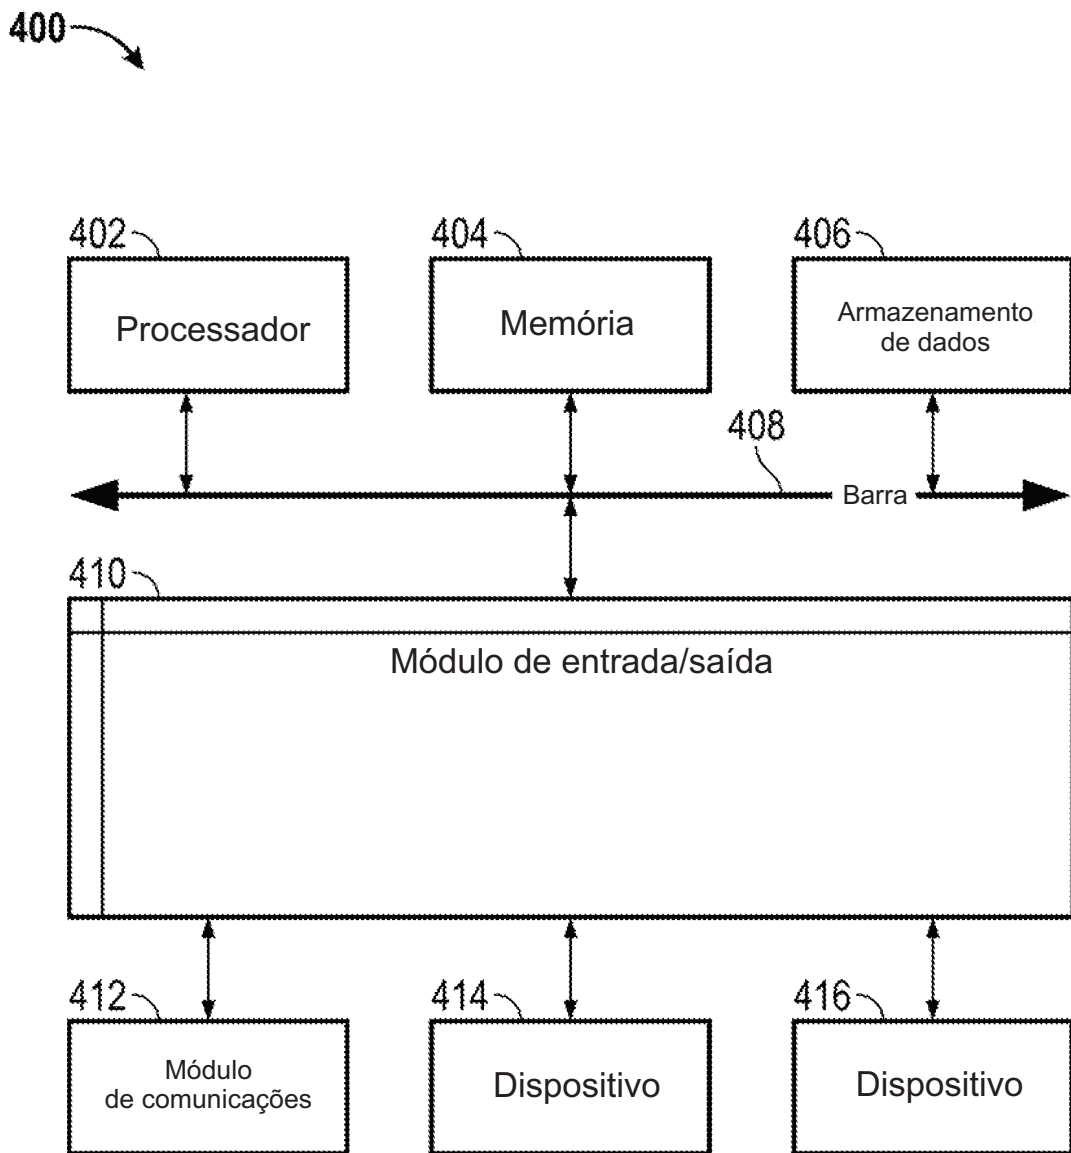 400
402
404
406
Processador
Memória
Armazenamento
de dados
408
Barra
410
Módulo de entrada/saída
412
414
416
Módulo
de comunicações
Dispositivo
Dispositivo